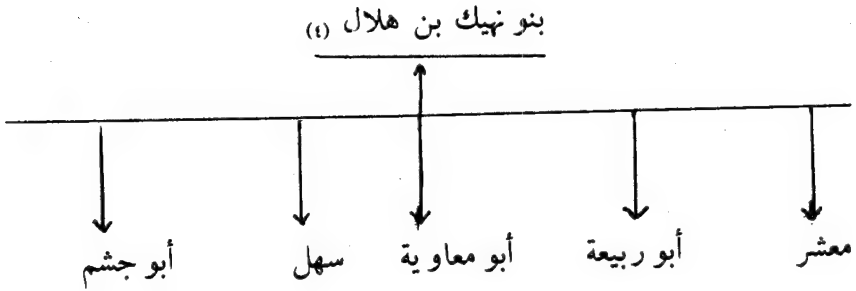 بنو نهيك بن هلال (٤)
معشر أبو ربيعة أبو معاوية سهل أبو جشم